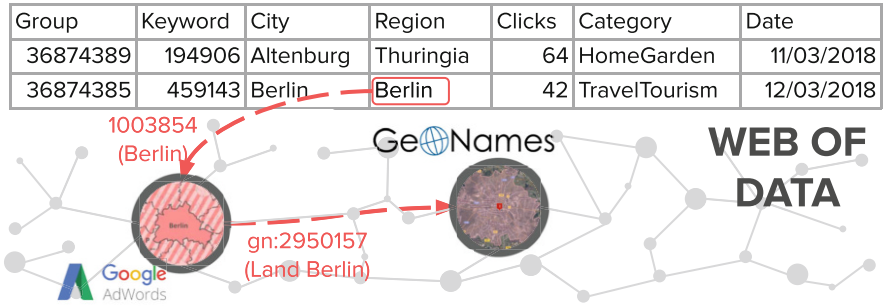 Group Keyword City Region Clicks Category Date
36874389 194906 Altenburg Thuringia 64 HomeGarden 11/03/2018
36874385 459143 Berlin Berlin 42 TravelTourism 12/03/2018
1003854
(Berlin)
GeoNames
WEB OF
DATA
Berlin
gn:2950157
(Land Berlin)
Google
AdWords